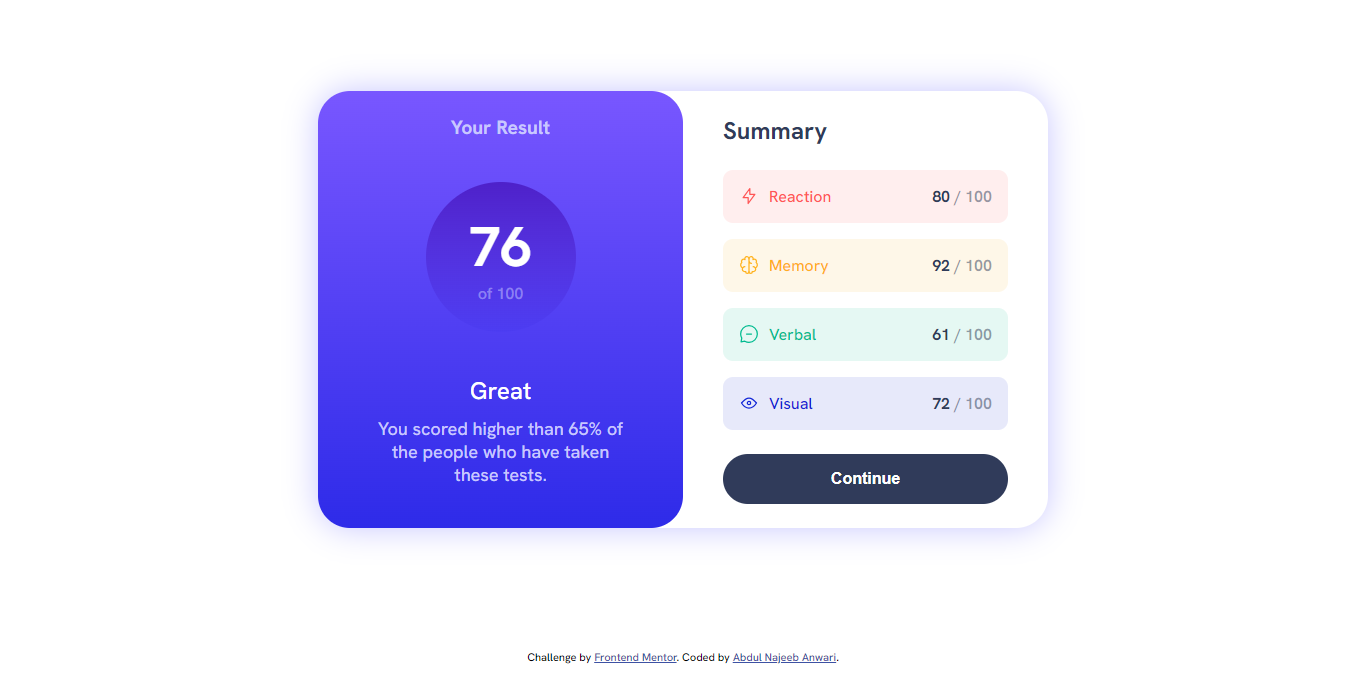 Your Result
76
of 100
Great
You scored higher than 65% of
the people who have taken
these tests.
Summary
Reaction 80 / 100
Memory 92 / 100
Verbal 61 / 100
Visual 72 / 100
Continue
Challenge by Frontend Mentor. Coded by Abdul Najeeb Anwari.